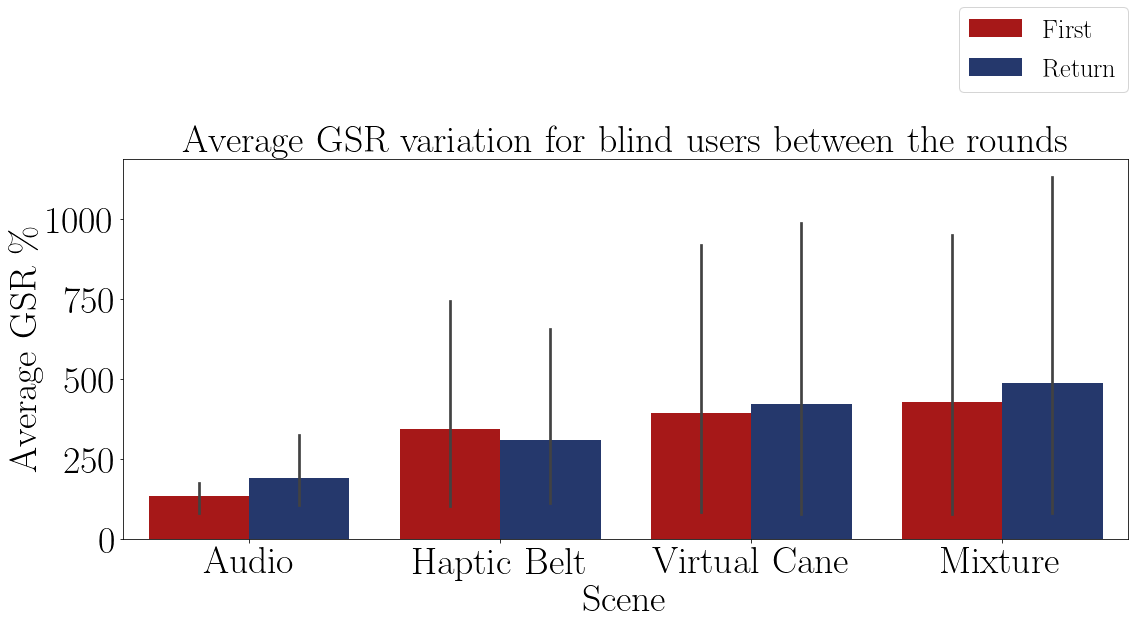 First
Return
Average GSR variation for blind users between the rounds
Average GSR %
1000
750
500
250
0
Audio
Haptic Belt
Virtual Cane
Mixture
Scene